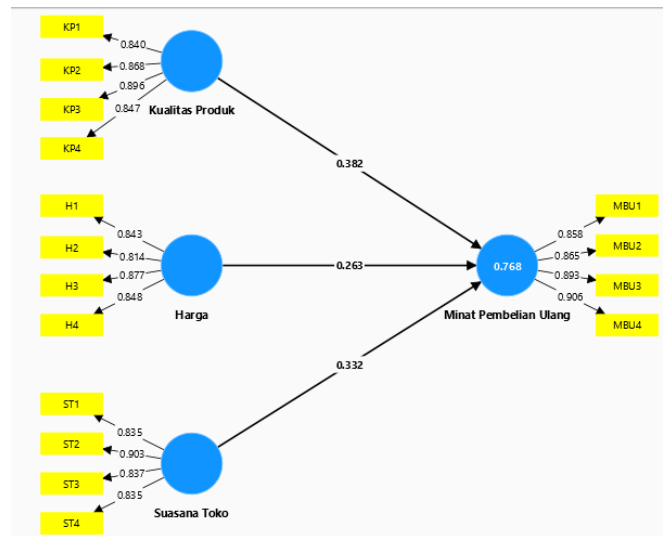 KP1
0.840
KP2
0.868
0.896
KP3
0.847
Kualitas Produk
KP4
0.382
H1
0.843
H2
0.814
H3
0.877
0.848
H4
Harga
0.263
MBU1
0.858
MBU2
0.865
0.768
0.893
MBU3
0.906
Minat Pembelian Ulang
MBU4
0.332
ST1
0.835
ST2
0.903
ST3
0.837
0.835
ST4
Suasana Toko